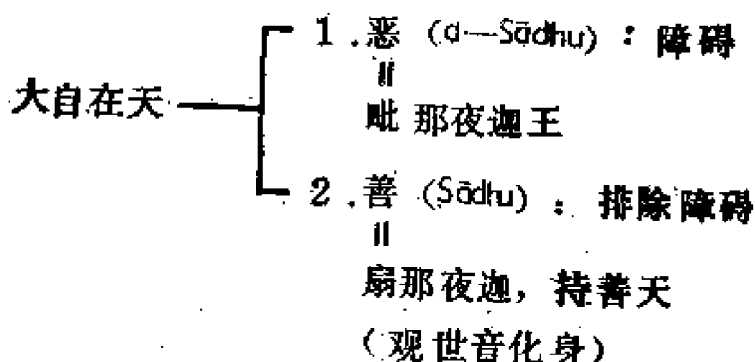 1.恶 (a—Sādhu)：障碍
॥
大自在天
毗那夜迦王
2.善 (Sādhu)：排除障碍
॥
扇那夜迦，持善天
（观世音化身）